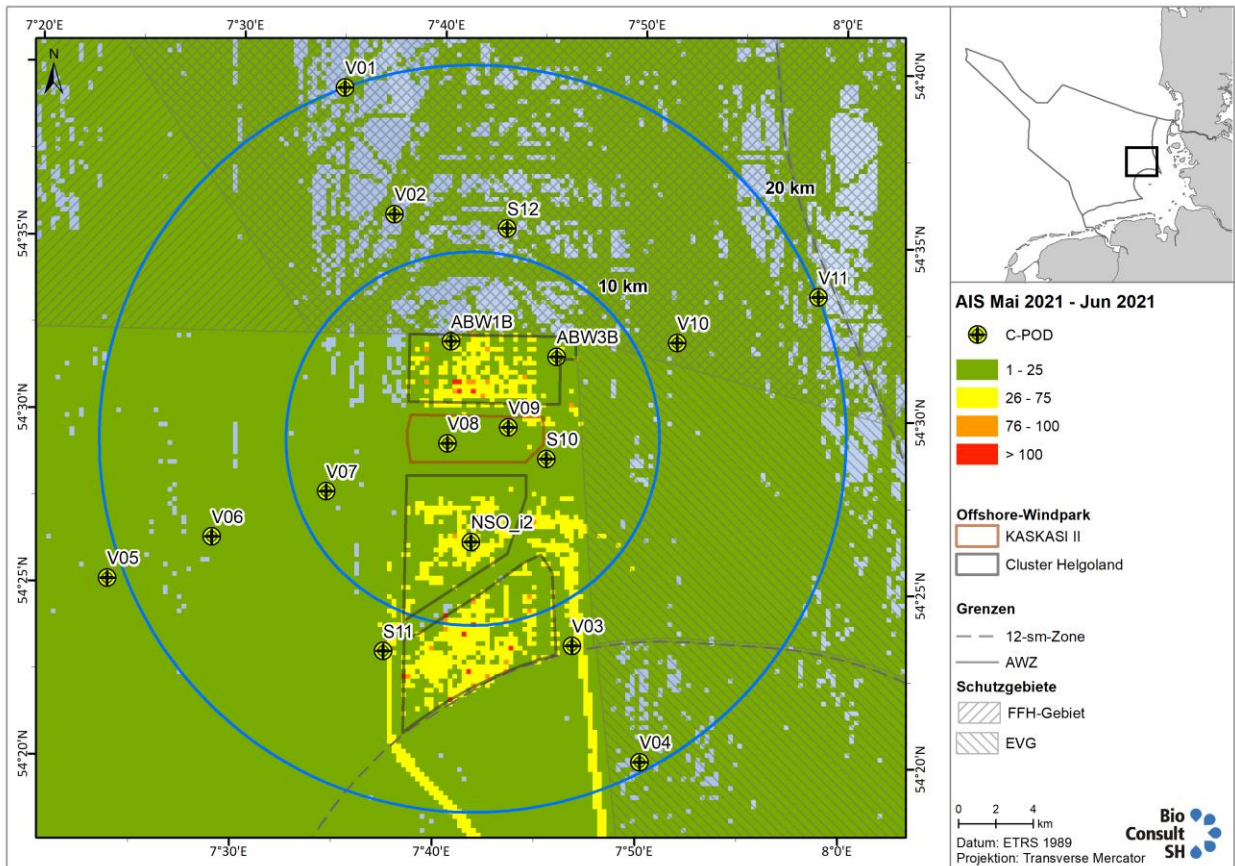 7°20'E
7°30'E
7°40'E
7°50'E
8°0'E
N
V01
54°40'N
20 km
V02
S12
54°35'N
54°35'N
10 km
V11
ABW1B
V10
ABW3B
54°30'N
54°30'N
V09
V08
S10
V07
V06
NSO_i2
V05
54°25'N
54°25'N
S11
V03
54°20'N
V04
54°20'N
7°30'E
7°40'E
7°50'E
8°0'E
AIS Mai 2021 - Jun 2021
C-POD
1 - 25
26 - 75
76 - 100
> 100
Offshore-Windpark
KASKASI II
Cluster Helgoland
Grenzen
12-sm-Zone
AWZ
Schutzgebiete
FFH-Gebiet
EVG
0 2 4
km
Datum: ETRS 1989
Projektion: Transverse Mercator
Bio
Consult
SH